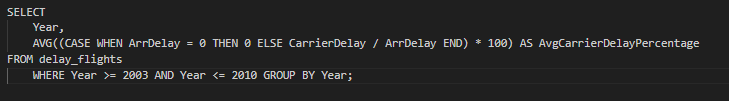 SELECT
Year,
AVG((CASE WHEN ArrDelay = 0 THEN 0 ELSE CarrierDelay / ArrDelay END) * 100) AS AvgCarrierDelayPercentage
FROM delay_flights
WHERE Year >= 2003 AND Year <= 2010 GROUP BY Year;